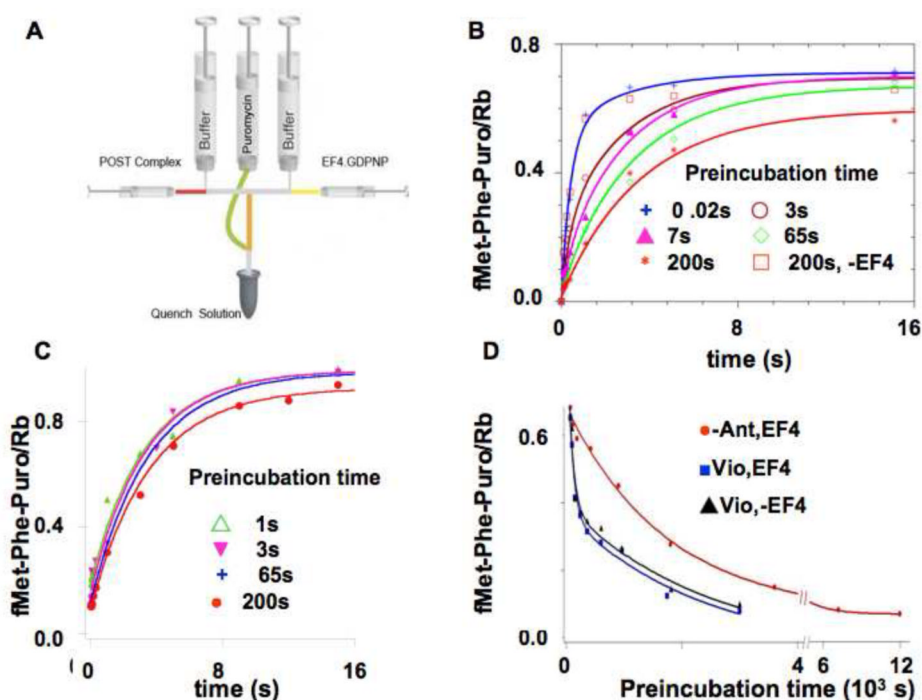 A
Buffer
Puromycin
Buffer
POST Complex
EF4.GDPNP
Quench Solution
B
fMet-Phe-Puro/Rb
0.8
0.4
0.0
Preincubation time
0 .02s
3s
7s
65s
200s
200s, -EF4
0
8
16
time (s)
C
fMet-Phe-Puro/Rb
0.8
0.4
0.0
Preincubation time
1s
3s
65s
200s
0
8
16
time (s)
D
fMet-Phe-Puro/Rb
0.6
0.0
-Ant,EF4
Vio,EF4
Vio,-EF4
0
4
6
12
Preincubation time (10³ s)